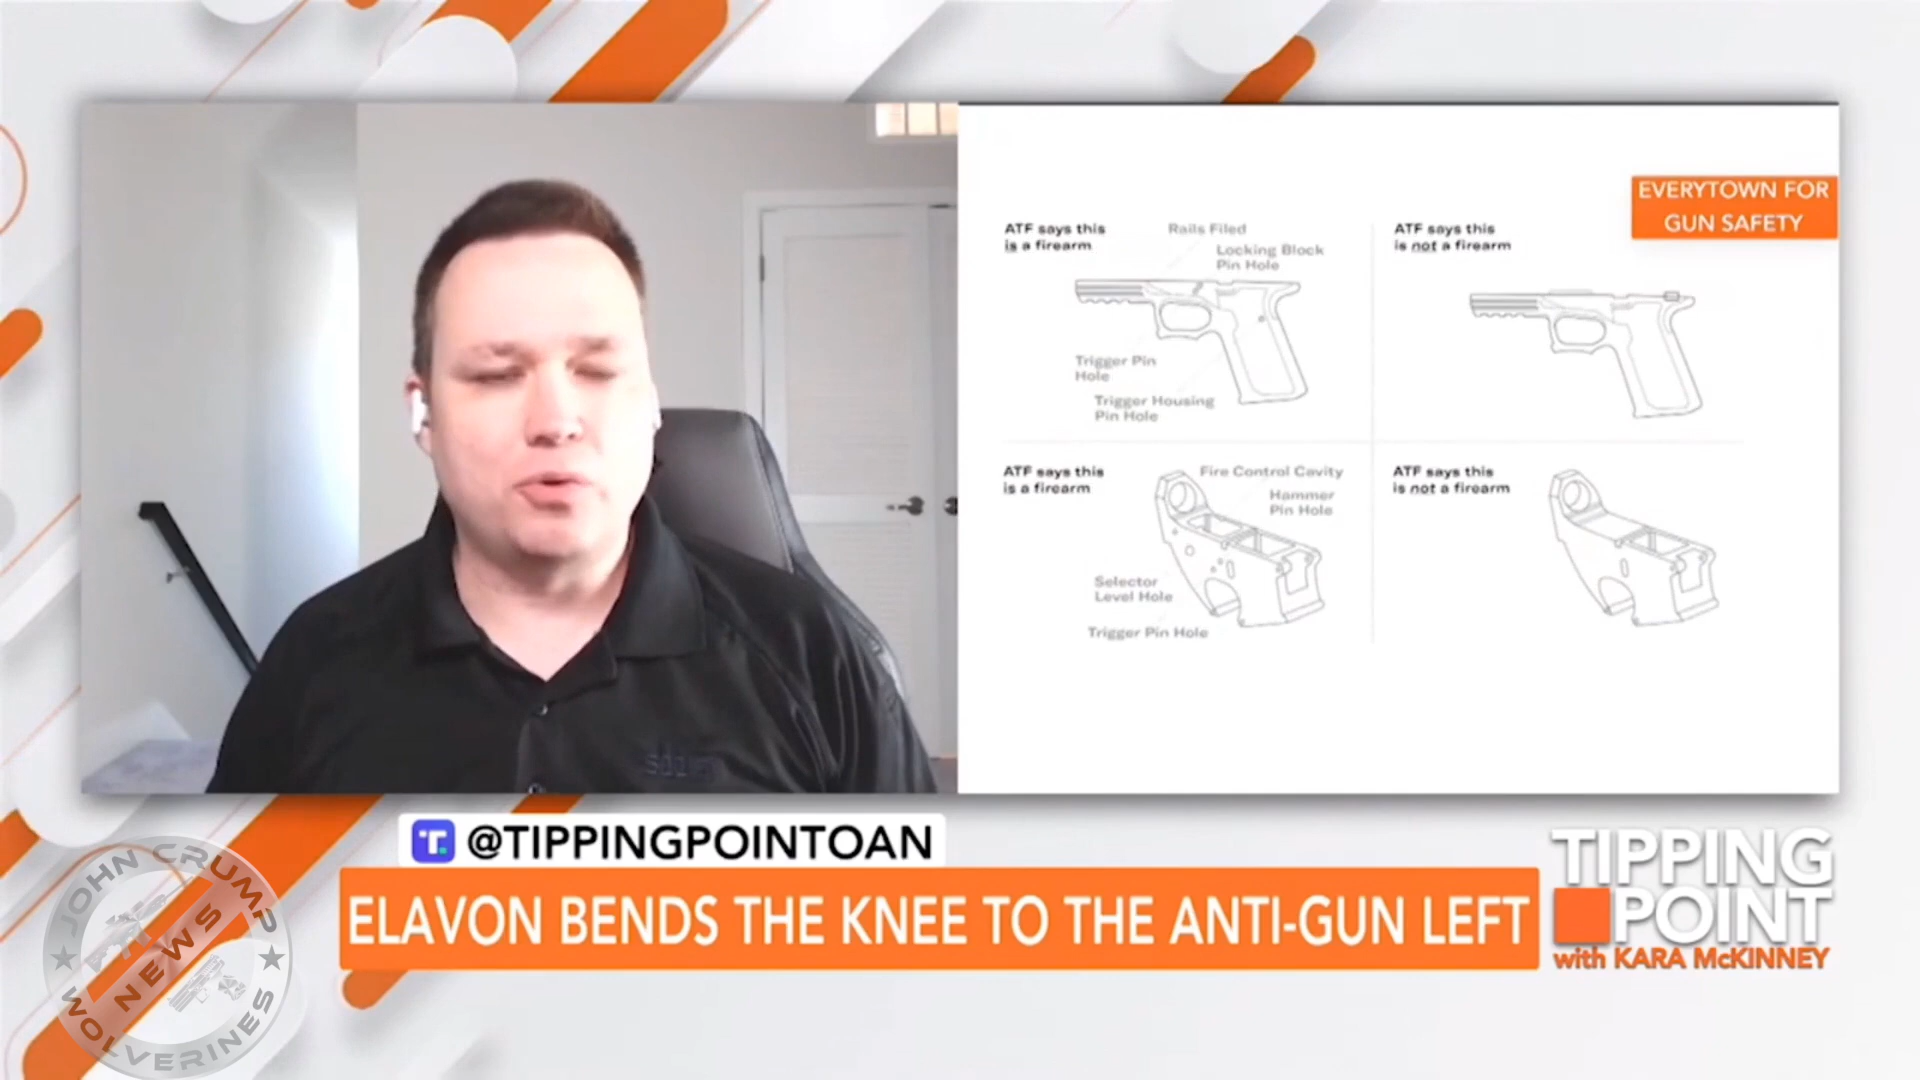 EVERYTOWN FOR
GUN SAFETY
ATF says this
is a firearm
Rails Filed
Locking Block
Pin Hole
Trigger Pin
Hole
Trigger Housing
Pin Hole
ATF says this
is not a firearm
ATF says this
is a firearm
Fire Control Cavity
Hammer
Pin Hole
Selector
Level Hole
Trigger Pin Hole
ATF says this
is not a firearm
T.
@TIPPINGPOINTOAN
ELAVON BENDS THE KNEE TO THE ANTI-GUN LEFT
TIPPING
POINT
with KARA McKINNEY
JOHN CRUMP
NEWS
WOLVERINES